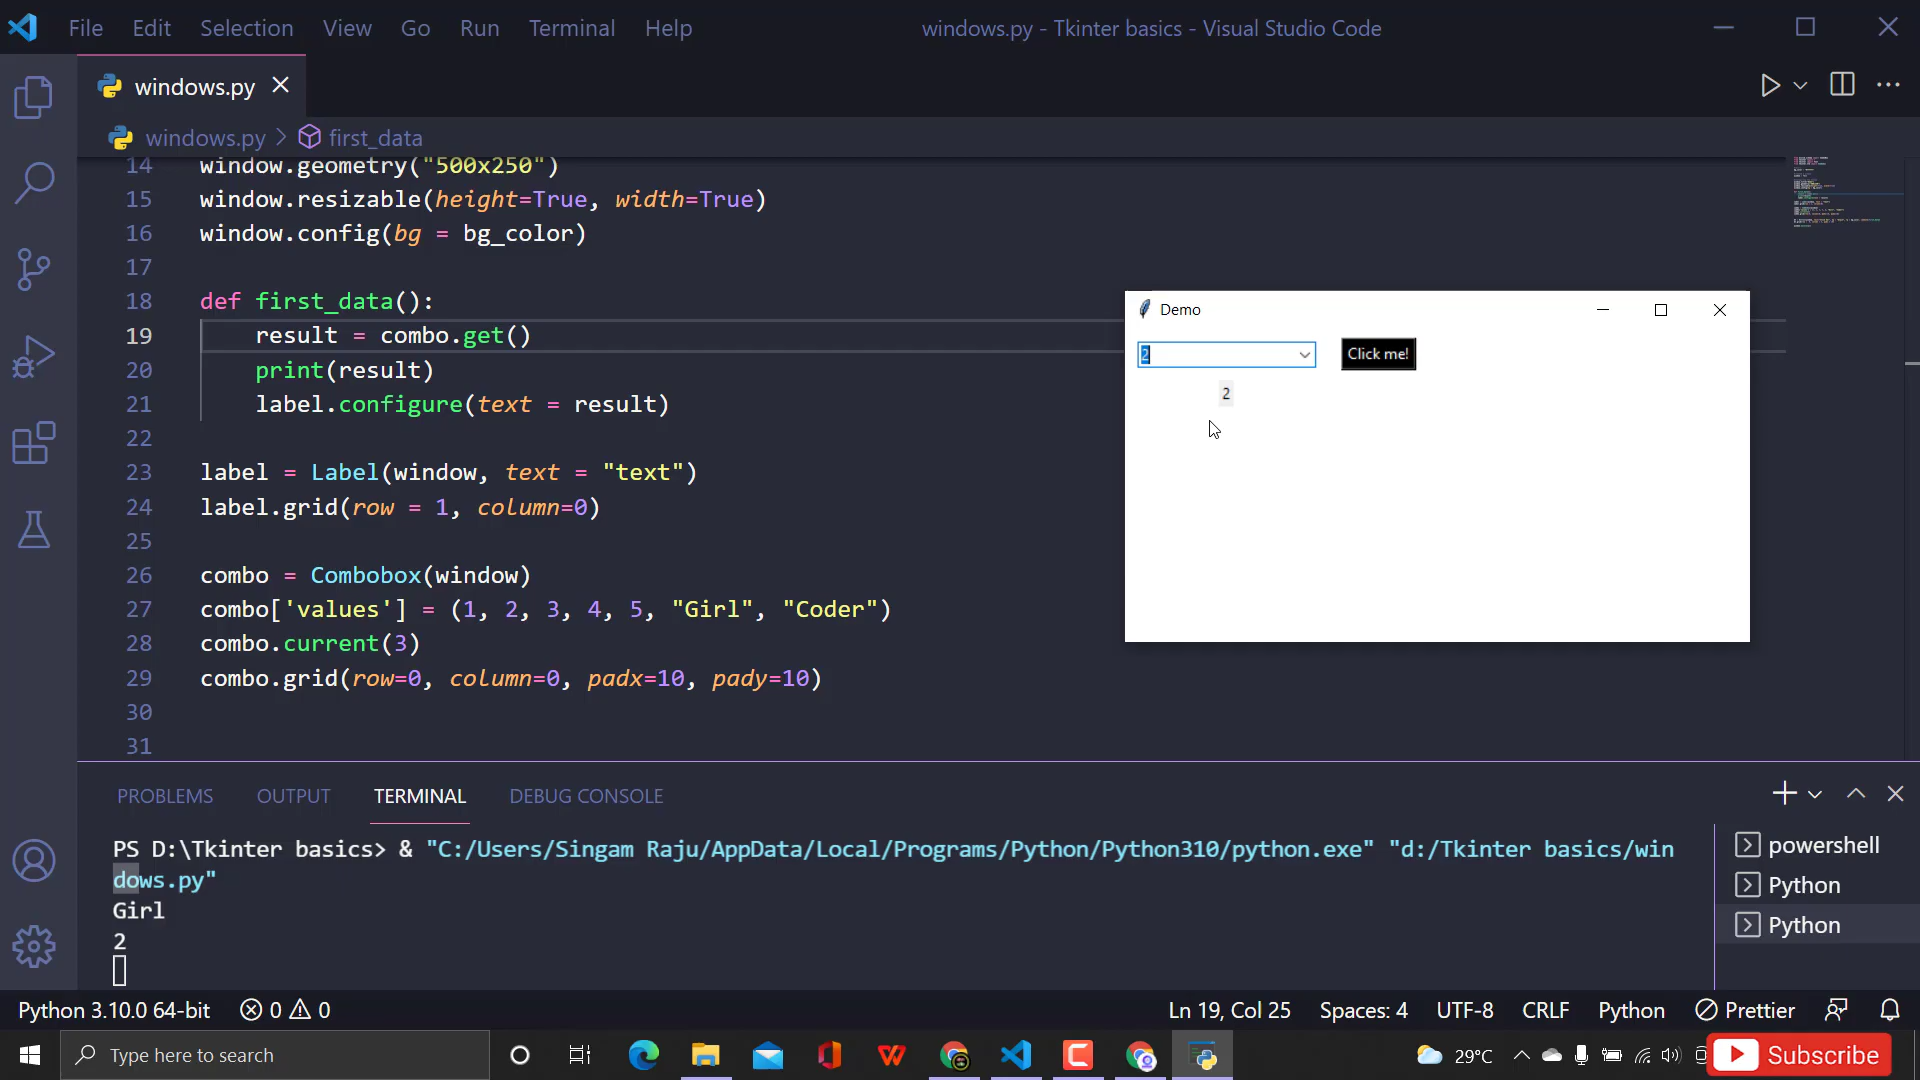 File Edit Selection View Go Run Terminal Help
windows.py - Tkinter basics - Visual Studio Code
windows.py
windows.py > first_data
14 window.geometry("500x250")
15 window.resizable(height=True, width=True)
16 window.config(bg = bg_color)
17
18 def first_data():
19 result = combo.get()
20 print(result)
21 label.configure(text = result)
22
23 label = Label(window, text = "text")
24 label.grid(row = 1, column=0)
25
26 combo = Combobox(window)
27 combo['values'] = (1, 2, 3, 4, 5, "Girl", "Coder")
28 combo.current(3)
29 combo.grid(row=0, column=0, padx=10, pady=10)
30
31
Demo
2 Click me!
2
PROBLEMS OUTPUT TERMINAL DEBUG CONSOLE
PS D:\Tkinter basics> & "C:/Users/Singam Raju/AppData/Local/Programs/Python/Python310/python.exe" "d:/Tkinter basics/win
dows.py"
Girl
2
powershell
Python
Python
Python 3.10.0 64-bit 0 0 Ln 19, Col 25 Spaces: 4 UTF-8 CRLF Python Prettier
Type here to search
29°C
Subscribe